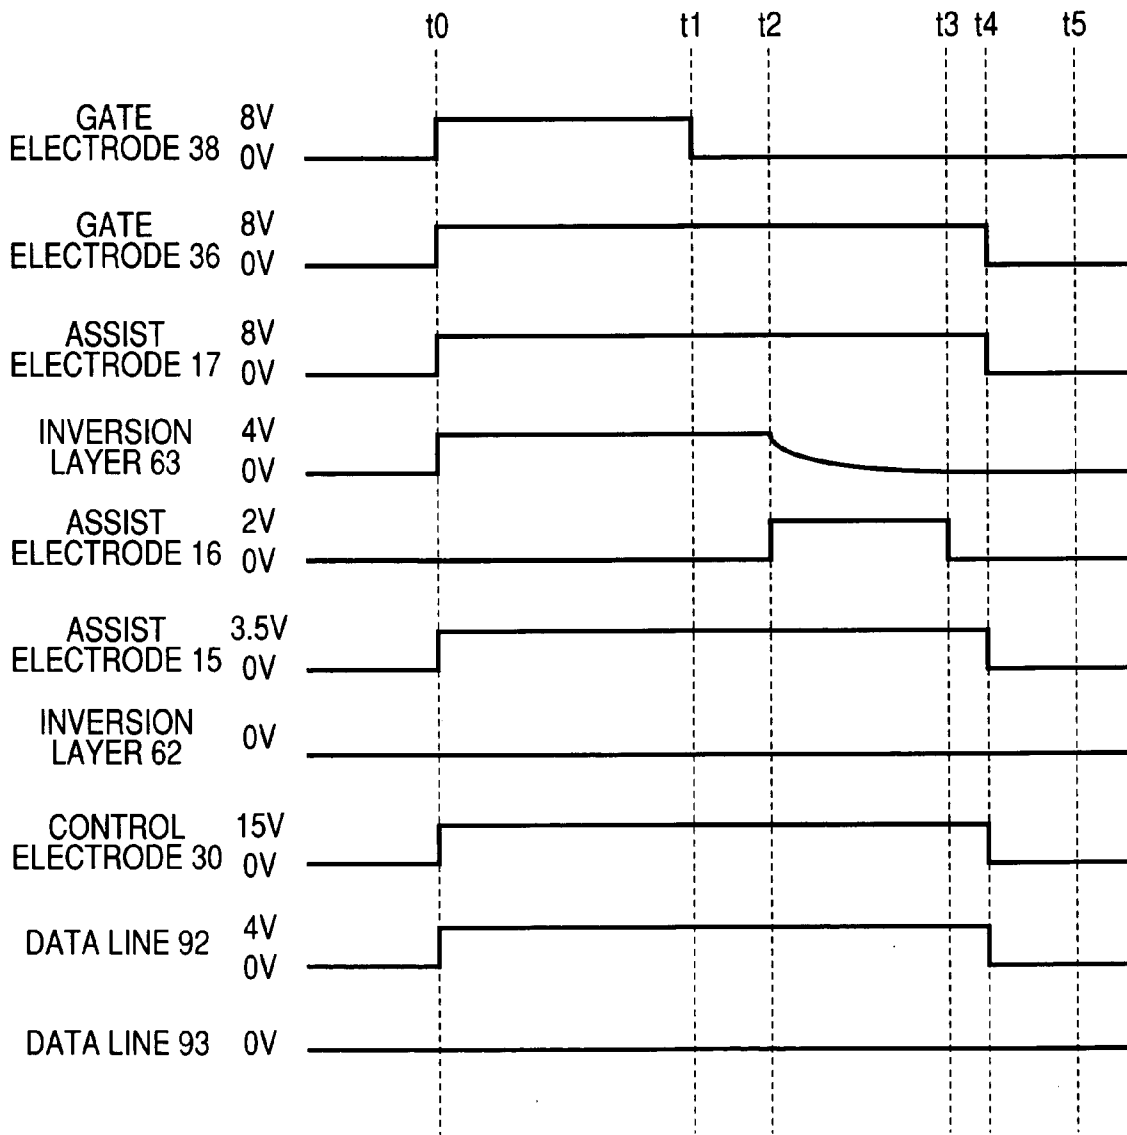 t0 t1 t2 t3 t4 t5
GATE 8V
ELECTRODE 38 0V
GATE 8V
ELECTRODE 36 0V
ASSIST 8V
ELECTRODE 17 0V
INVERSION 4V
LAYER 63 0V
ASSIST 2V
ELECTRODE 16 0V
ASSIST 3.5V
ELECTRODE 15 0V
INVERSION
LAYER 62 0V
CONTROL 15V
ELECTRODE 30 0V
DATA LINE 92 4V
0V
DATA LINE 93 0V